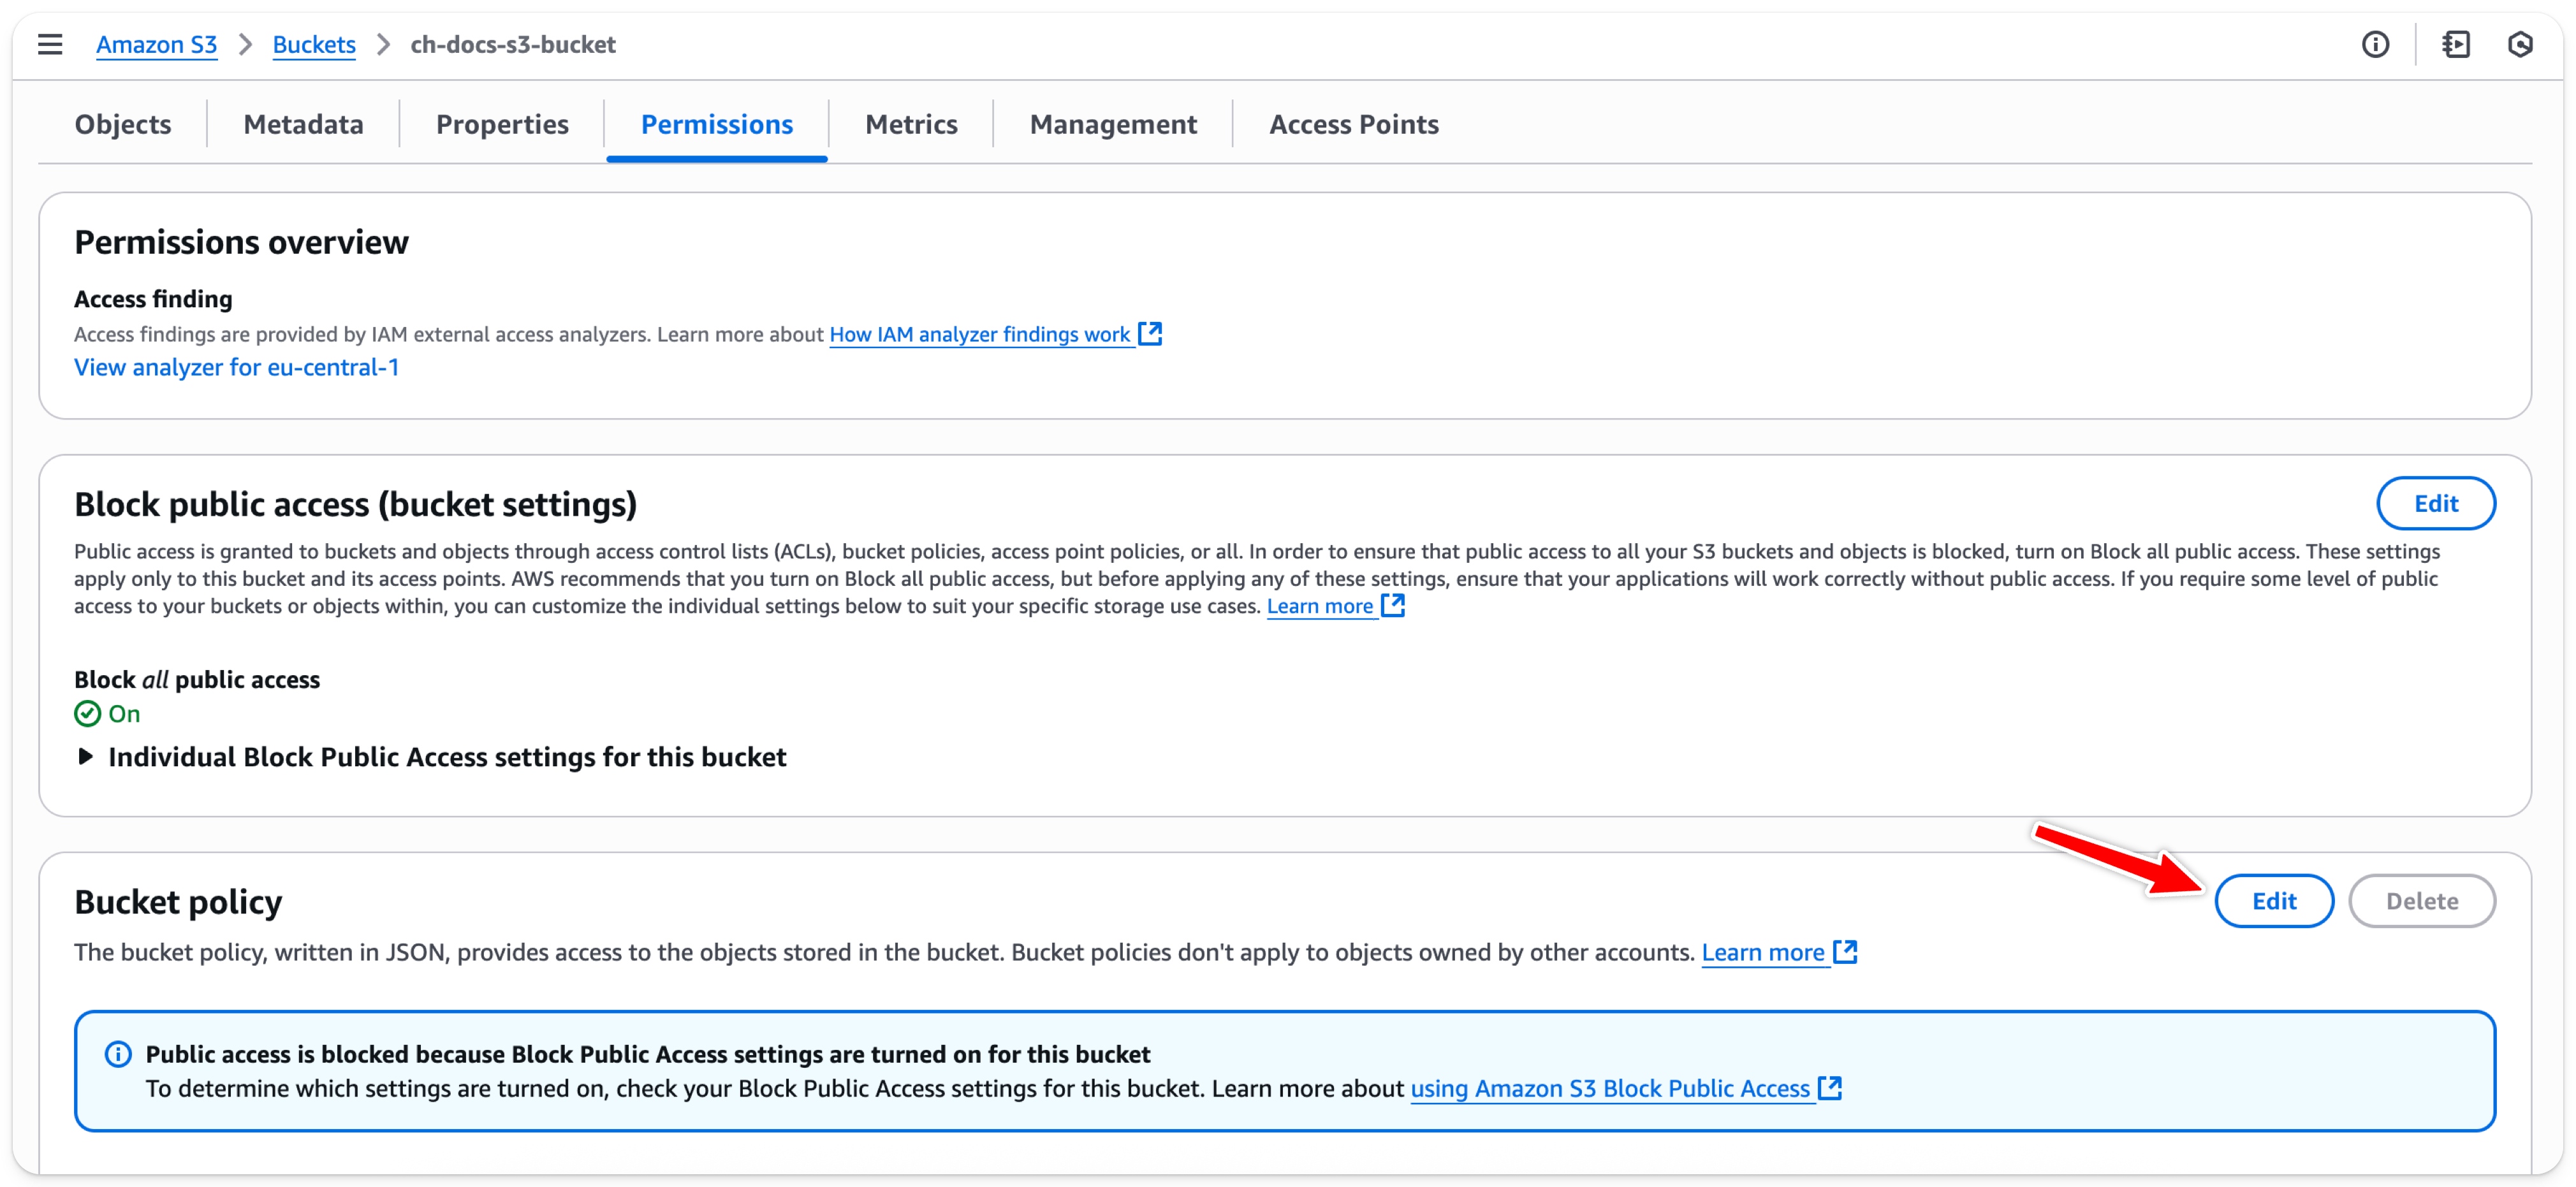 Amazon S3 > Buckets > ch-docs-s3-bucket
Objects Metadata Properties Permissions Metrics Management Access Points
Permissions overview
Access finding
Access findings are provided by IAM external access analyzers. Learn more about How IAM analyzer findings work
View analyzer for eu-central-1
Block public access (bucket settings) Edit
Public access is granted to buckets and objects through access control lists (ACLs), bucket policies, access point policies, or all. In order to ensure that public access to all your S3 buckets and objects is blocked, turn on Block all public access. These settings
apply only to this bucket and its access points. AWS recommends that you turn on Block all public access, but before applying any of these settings, ensure that your applications will work correctly without public access. If you require some level of public
access to your buckets or objects within, you can customize the individual settings below to suit your specific storage use cases. Learn more
Block all public access
On
Individual Block Public Access settings for this bucket
Bucket policy Edit Delete
The bucket policy, written in JSON, provides access to the objects stored in the bucket. Bucket policies don't apply to objects owned by other accounts. Learn more
Public access is blocked because Block Public Access settings are turned on for this bucket
To determine which settings are turned on, check your Block Public Access settings for this bucket. Learn more about using Amazon S3 Block Public Access